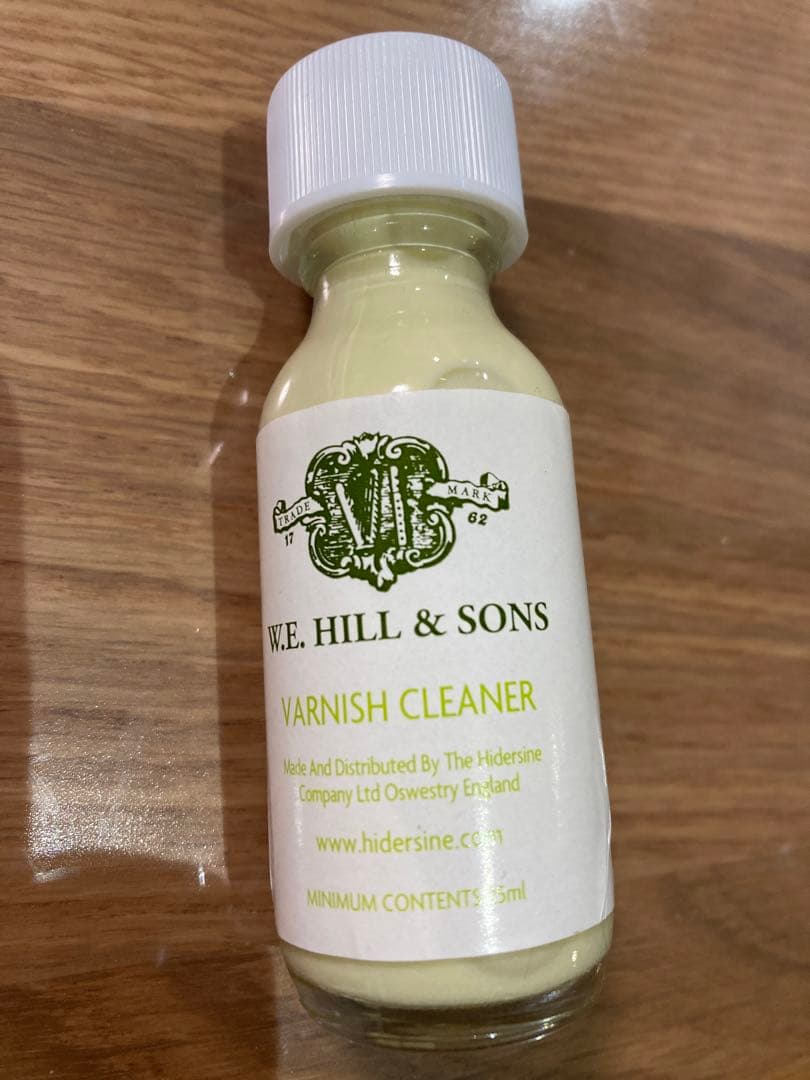 TRADE MARK
17 62
W.E. HILL & SONS
VARNISH CLEANER
Made And Distributed By The Hidersine
Company Ltd Oswestry England
www.hidersine.com
MINIMUM CONTENTS